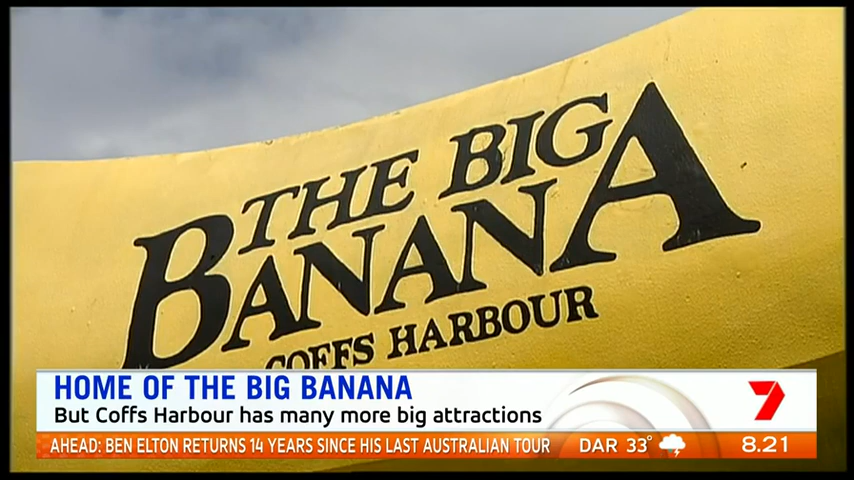 THE BIG
BANANA
COFFS HARBOUR
HOME OF THE BIG BANANA
But Coffs Harbour has many more big attractions
7
AHEAD: BEN ELTON RETURNS 14 YEARS SINCE HIS LAST AUSTRALIAN TOUR DAR 33° 8.21